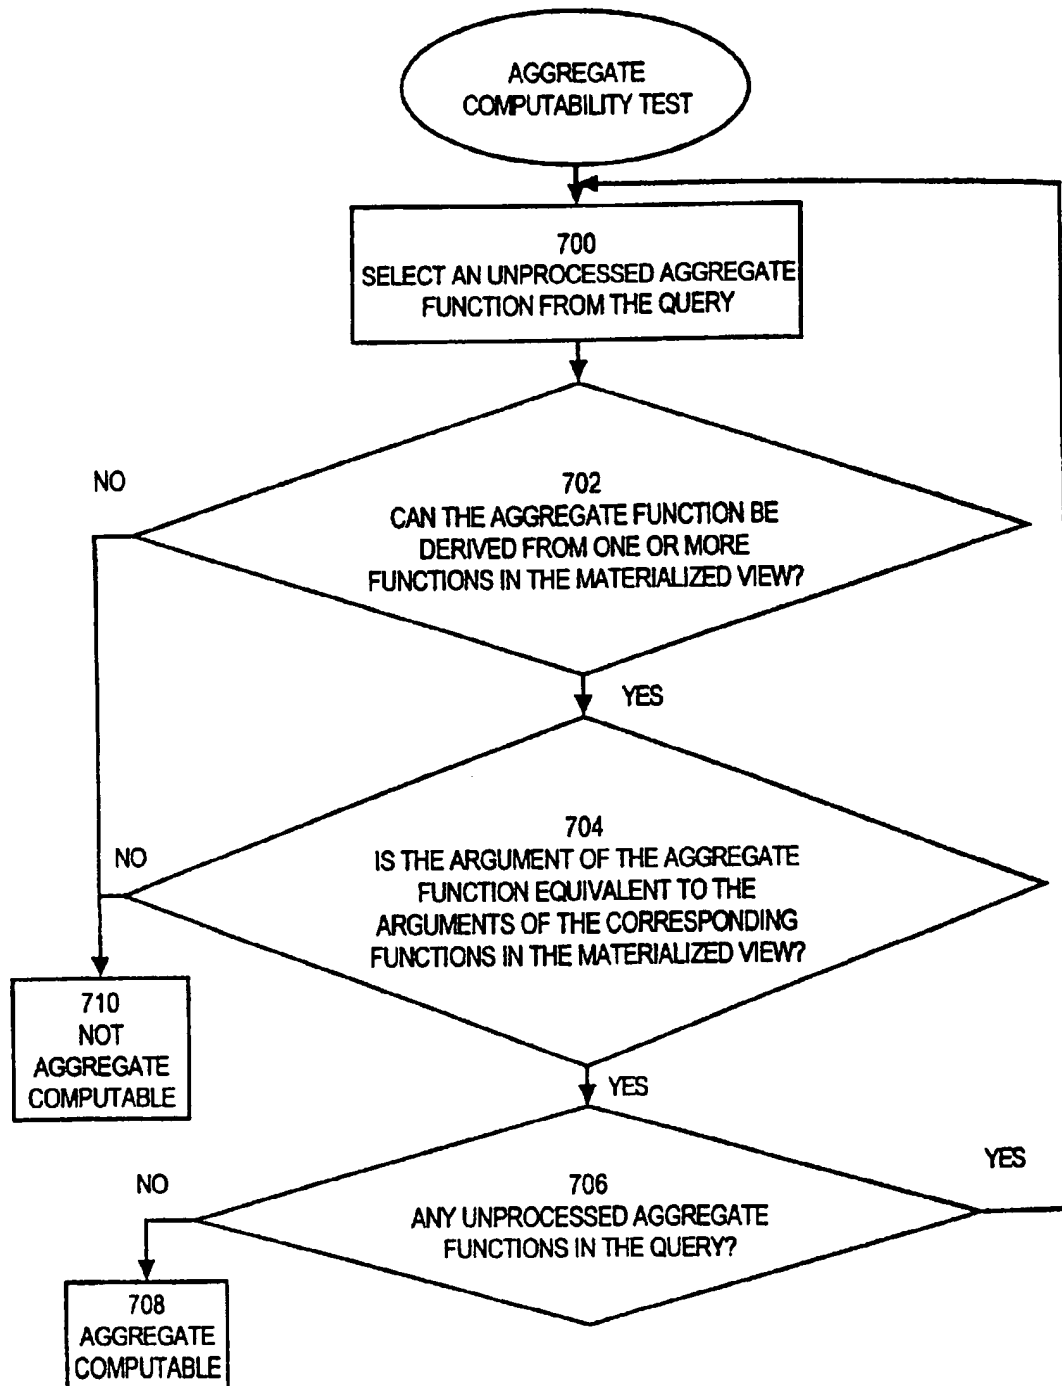 AGGREGATE
COMPUTABILITY TEST
700
SELECT AN UNPROCESSED AGGREGATE
FUNCTION FROM THE QUERY
NO
702
CAN THE AGGREGATE FUNCTION BE
DERIVED FROM ONE OR MORE
FUNCTIONS IN THE MATERIALIZED VIEW?
YES
NO
704
IS THE ARGUMENT OF THE AGGREGATE
FUNCTION EQUIVALENT TO THE
ARGUMENTS OF THE CORRESPONDING
FUNCTIONS IN THE MATERIALIZED VIEW?
710
NOT
AGGREGATE
COMPUTABLE
YES
NO
706
ANY UNPROCESSED AGGREGATE
FUNCTIONS IN THE QUERY?
YES
708
AGGREGATE
COMPUTABLE